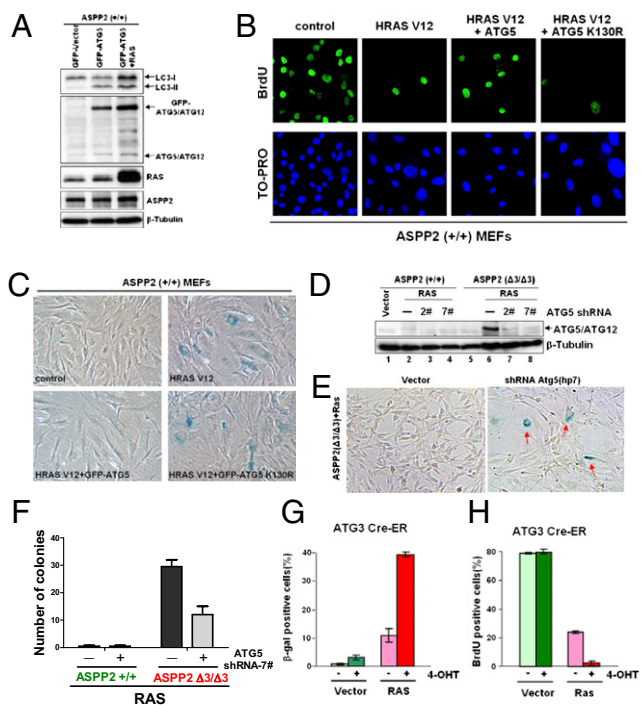 A
ASPP2 (+/+)
GFP-Vector
GFP-ATG5
GFP-ATG5 +RAS
LC3-I
LC3-II
GFP-
ATG5/ATG12
ATG5/ATG12
RAS
ASPP2
β-Tubulin
B
control
HRAS V12
HRAS V12 + ATG5
HRAS V12 + ATG5 K130R
BrdU
TO-PRO
ASPP2 (+/+) MEFs
C
ASPP2 (+/+) MEFs
control
HRAS V12
HRAS V12+GFP-ATG5
HRAS V12+GFP-ATG5 K130R
D
ASPP2 (+/+)
ASPP2 (Δ3/Δ3)
Vector
RAS
RAS
— 2# 7# — 2# 7# ATG5 shRNA
ATG5/ATG12
β-Tubulin
1 2 3 4 5 6 7 8
E
Vector
shRNA Atg5(hp7)
ASPP2(Δ3/Δ3)+Ras
F
Number of colonies
40
30
20
10
0
— + — + ATG5 shRNA-7#
ASPP2 +/+
ASPP2 Δ3/Δ3
RAS
G
ATG3 Cre-ER
β-gal positive cells(%)
40
30
20
10
0
- + - + 4-OHT
Vector
RAS
H
ATG3 Cre-ER
BrdU positive cells(%)
80
60
40
20
0
- + - + 4-OHT
Vector
Ras